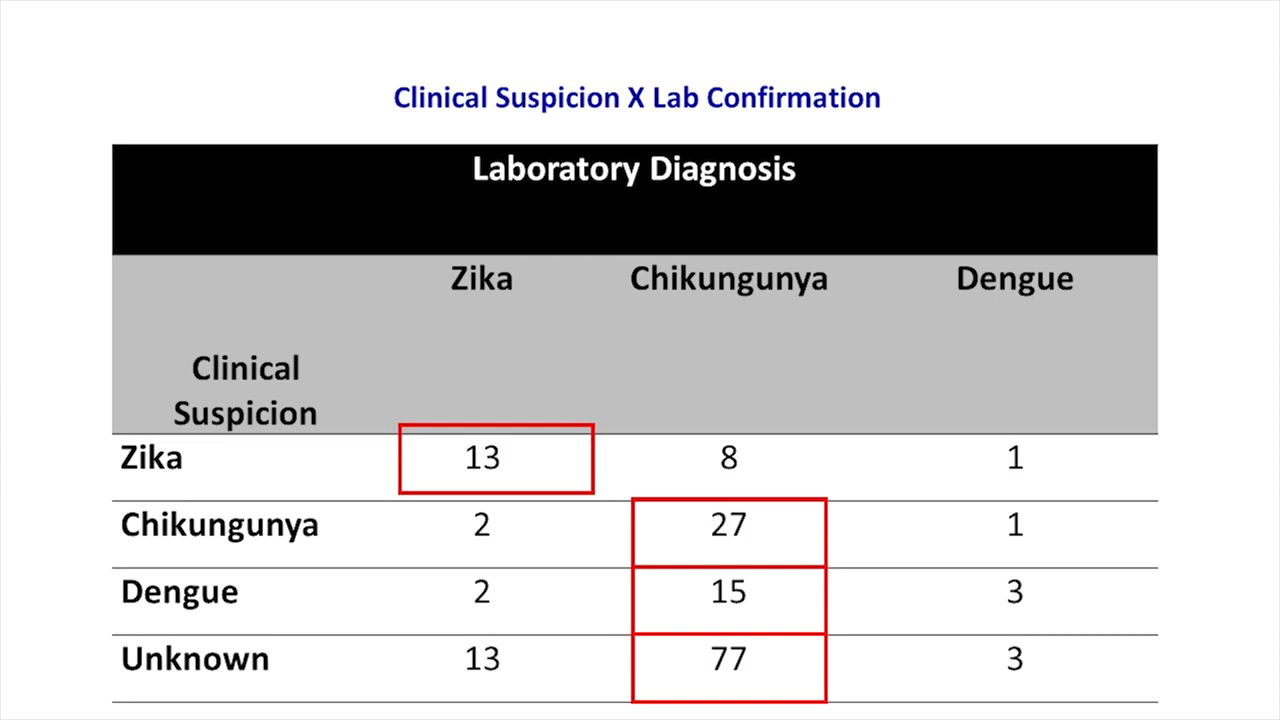 Clinical Suspicion X Lab Confirmation
Laboratory Diagnosis
Zika Chikungunya Dengue
Clinical
Suspicion
Zika 13 8 1
Chikungunya 2 27 1
Dengue 2 15 3
Unknown 13 77 3